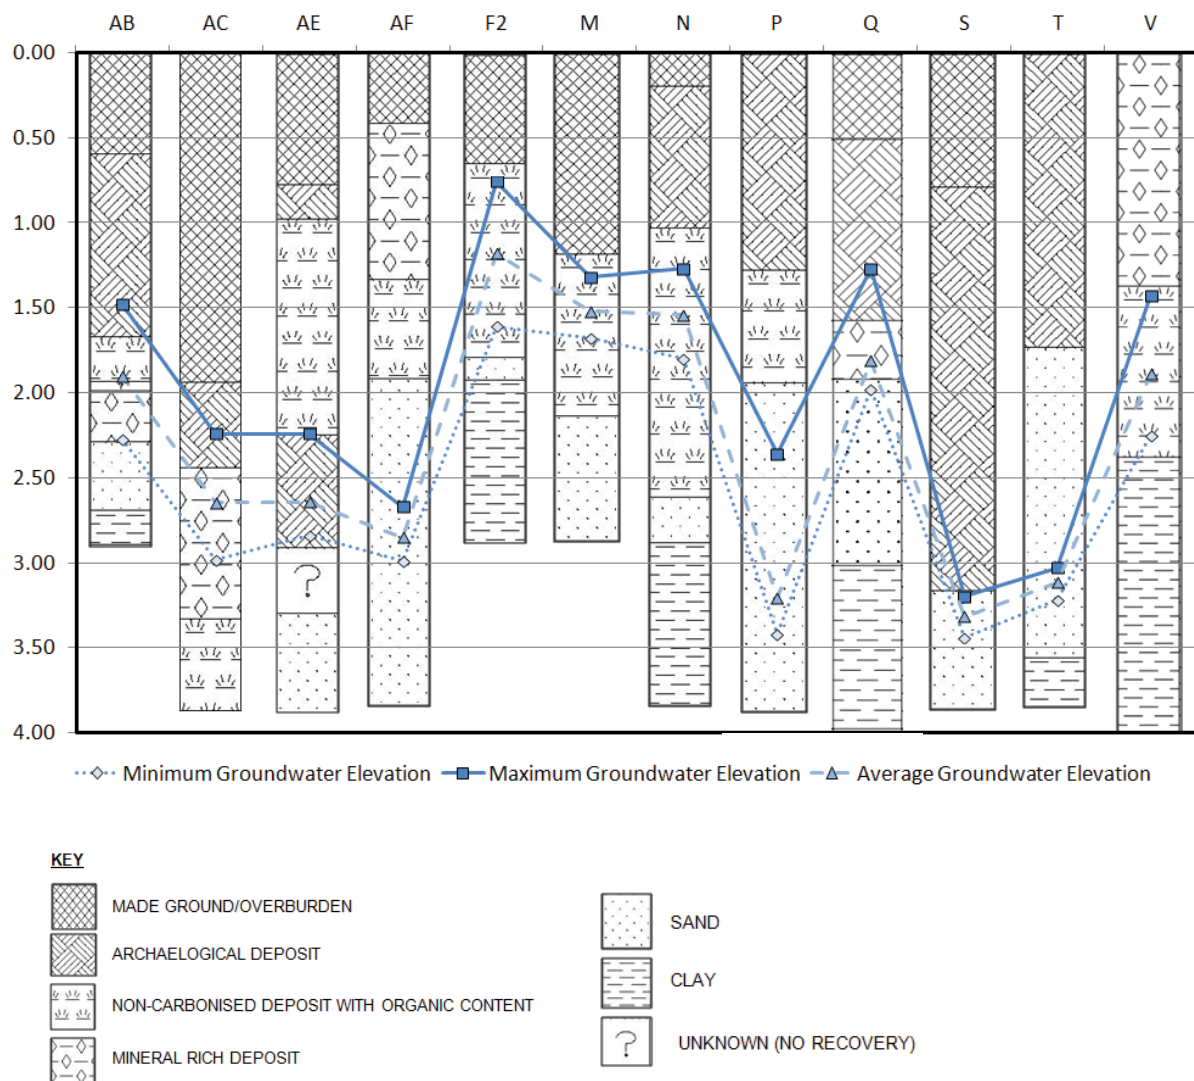 AB AC AE AF F2 M N P Q S T V
0.00
0.50
1.00
1.50
2.00
2.50
3.00
3.50
4.00
?
Minimum Groundwater Elevation Maximum Groundwater Elevation Average Groundwater Elevation
KEY
MADE GROUND/OVERBURDEN
ARCHAELOGICAL DEPOSIT
NON-CARBONISED DEPOSIT WITH ORGANIC CONTENT
MINERAL RICH DEPOSIT
SAND
CLAY
? UNKNOWN (NO RECOVERY)